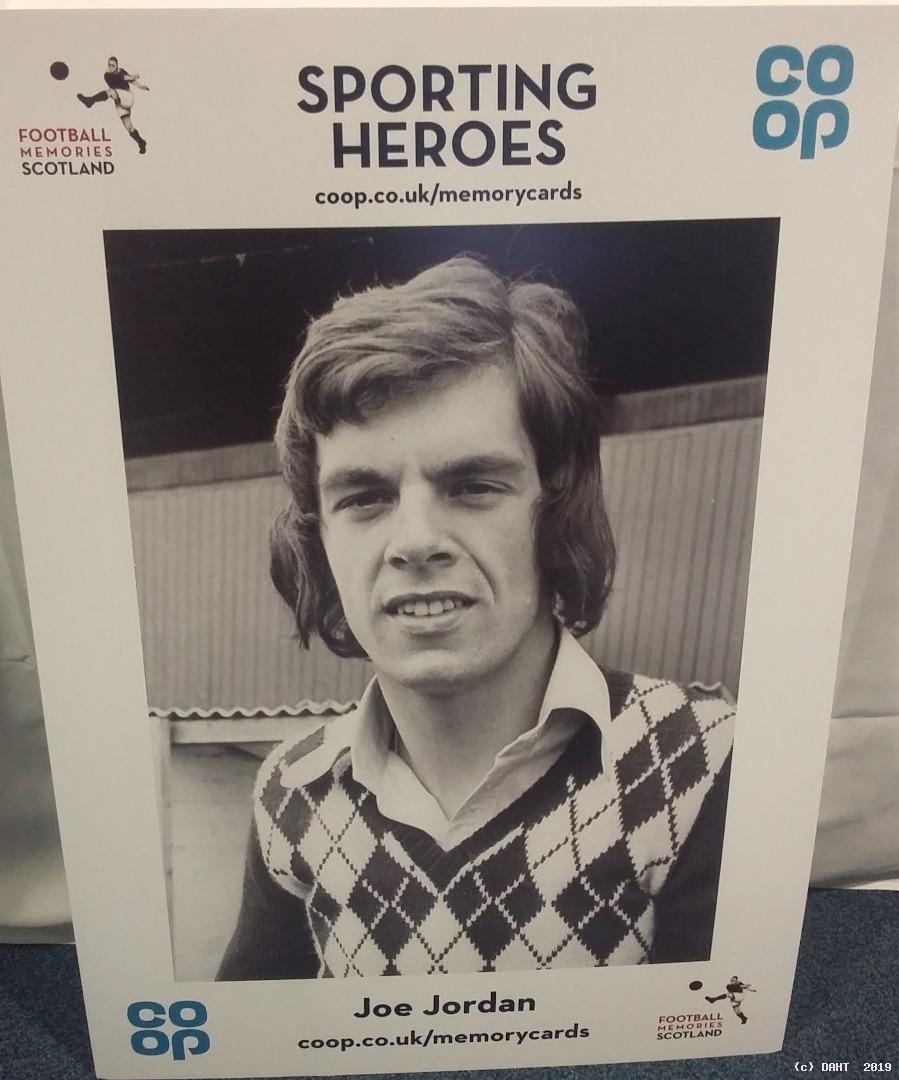 SPORTING
HEROES
coop.co.uk/memorycards
FOOTBALL
MEMORIES
SCOTLAND
CO
OP
Joe Jordan
coop.co.uk/memorycards
CO
OP
FOOTBALL
MEMORIES
SCOTLAND
(c) DAHT 2019